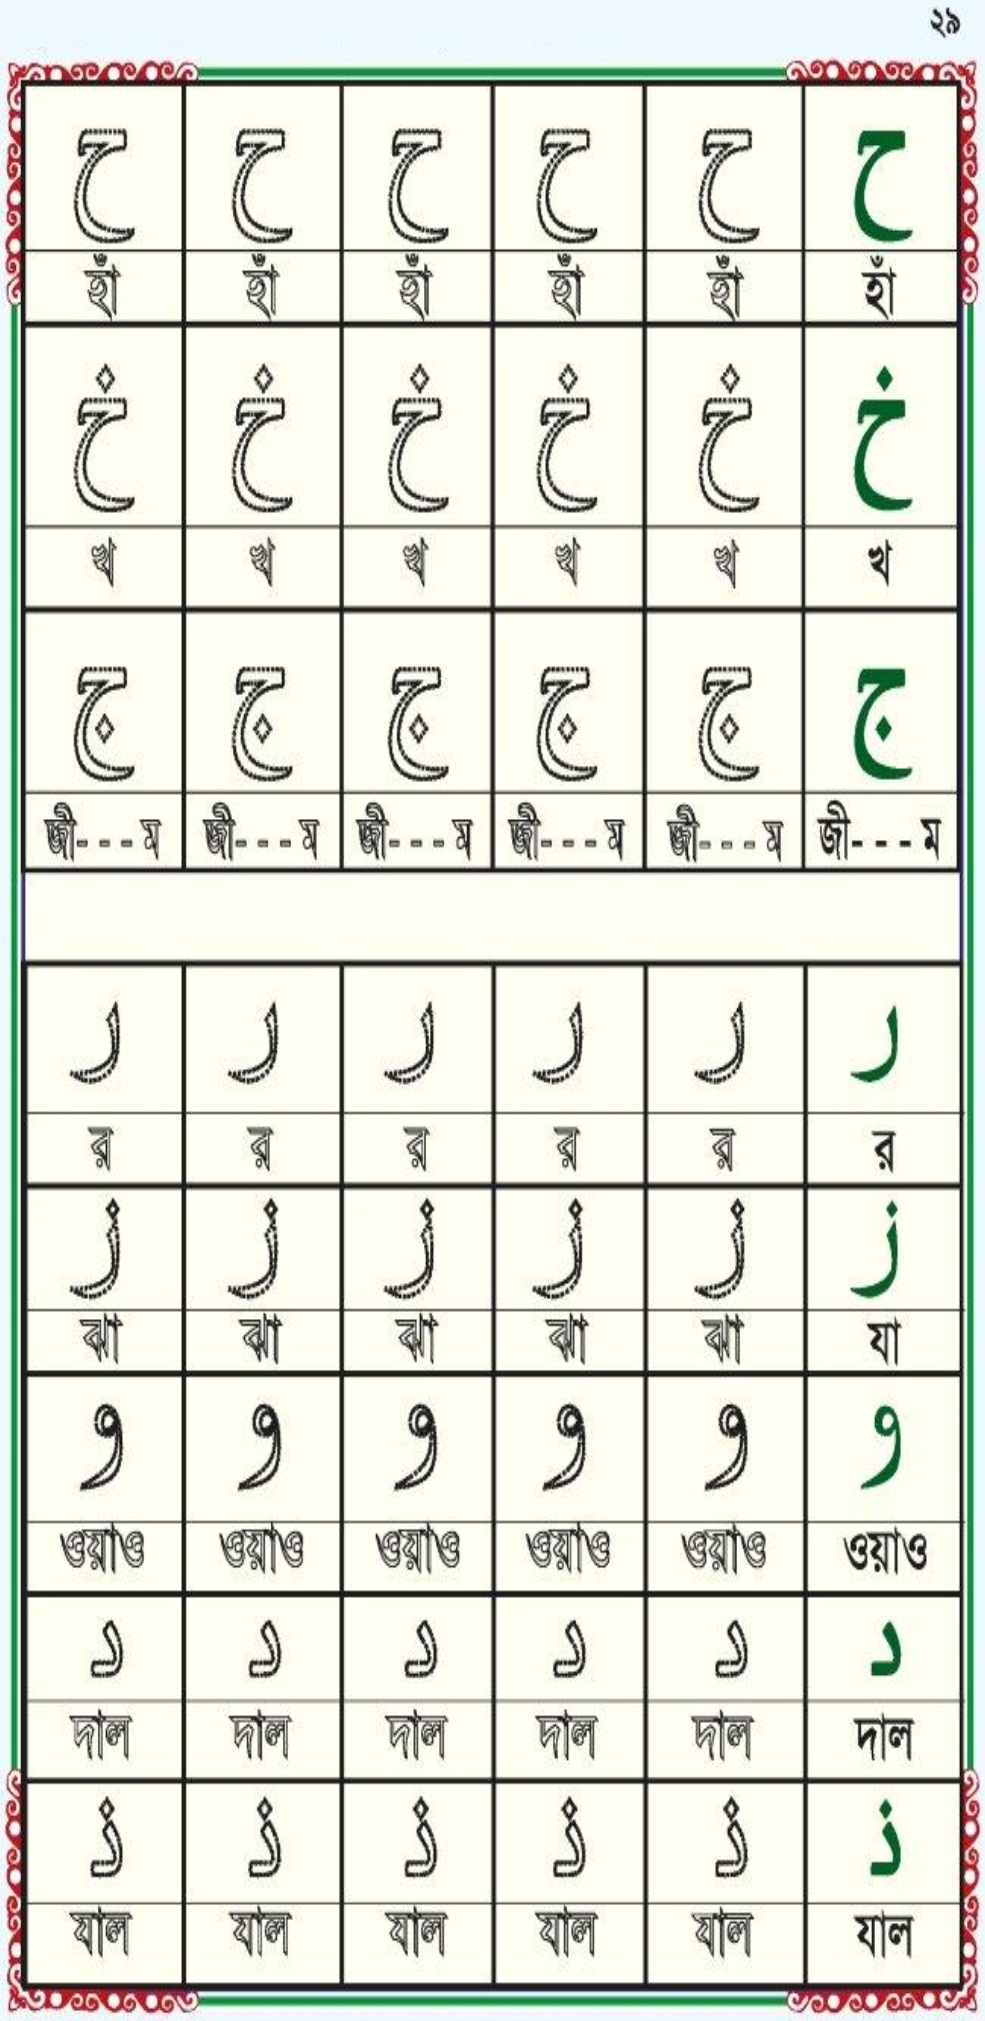 ২৯
ح ح ح ح ح ح
হাঁ হাঁ হাঁ হাঁ হাঁ হাঁ
خ خ خ خ خ خ
খ খ খ খ খ খ
ج ج ج ج ج ج
জী---ম জী---ম জী---ম জী---ম জী---ম জী---ম
ر ر ر ر ر ر
র র র র র র
ز ز ز ز ز ز
ঝা ঝা ঝা ঝা ঝা যা
و و و و و و
ওয়াও ওয়াও ওয়াও ওয়াও ওয়াও ওয়াও
د د د د د د
দাল দাল দাল দাল দাল দাল
ذ ذ ذ ذ ذ ذ
যাল যাল যাল যাল যাল যাল